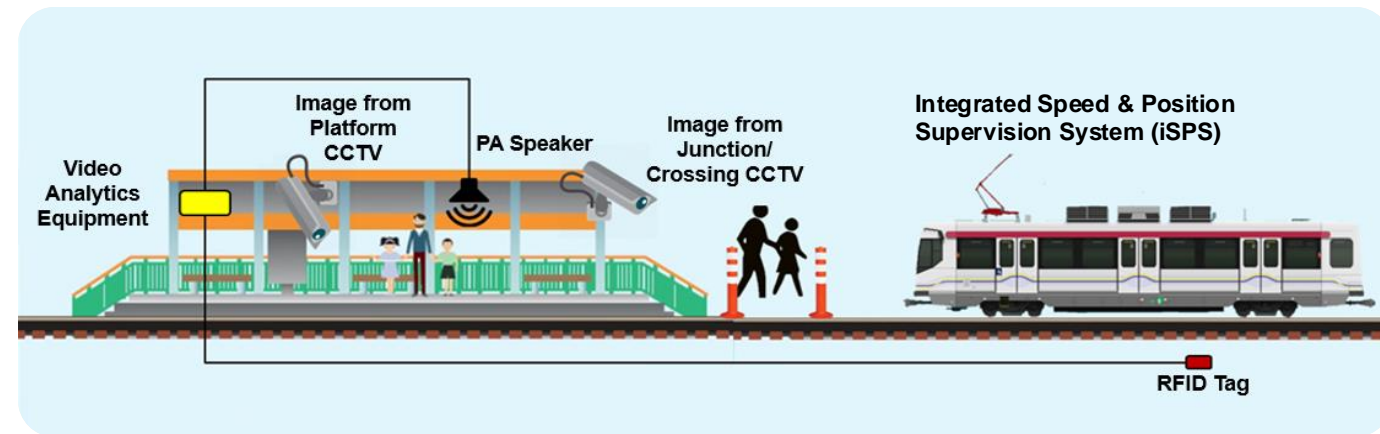 Image from
Platform
CCTV
Video
Analytics
Equipment
PA Speaker
Image from
Junction/
Crossing CCTV
Integrated Speed & Position
Supervision System (iSPS)
RFID Tag